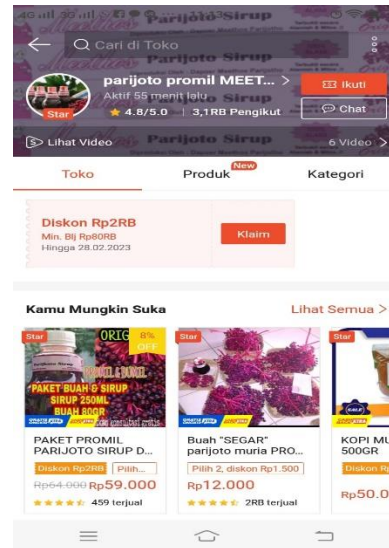 Parijoto Sirup
Cari di Toko
parijoto promil MEET... >
Aktif 55 menit lalu
4.8/5.0 | 3,1RB Pengikut
Star
Ikuti
Chat
Lihat Video
Parijoto Sirup
6 Video >
Toko
Produk
New
Kategori
Diskon Rp2RB
Min. Blj Rp80RB
Hingga 28.02.2023
Klaim
Kamu Mungkin Suka
Lihat Semua >
Star
ORIG
8%
OFF
PAKET BUAH & SIRUP
SIRUP 250ML
BUAH 80GR
PAKET PROMIL
PARIJOTO SIRUP D...
Diskon Rp2RB
Pilih...
Rp64.000 Rp59.000
459 terjual
Star
Buah "SEGAR"
parijoto muria PRO...
Pilih 2, diskon Rp1.500
Rp12.000
2RB terjual
Star
KOPI MU
500GR
Diskon Rp
Rp50.0